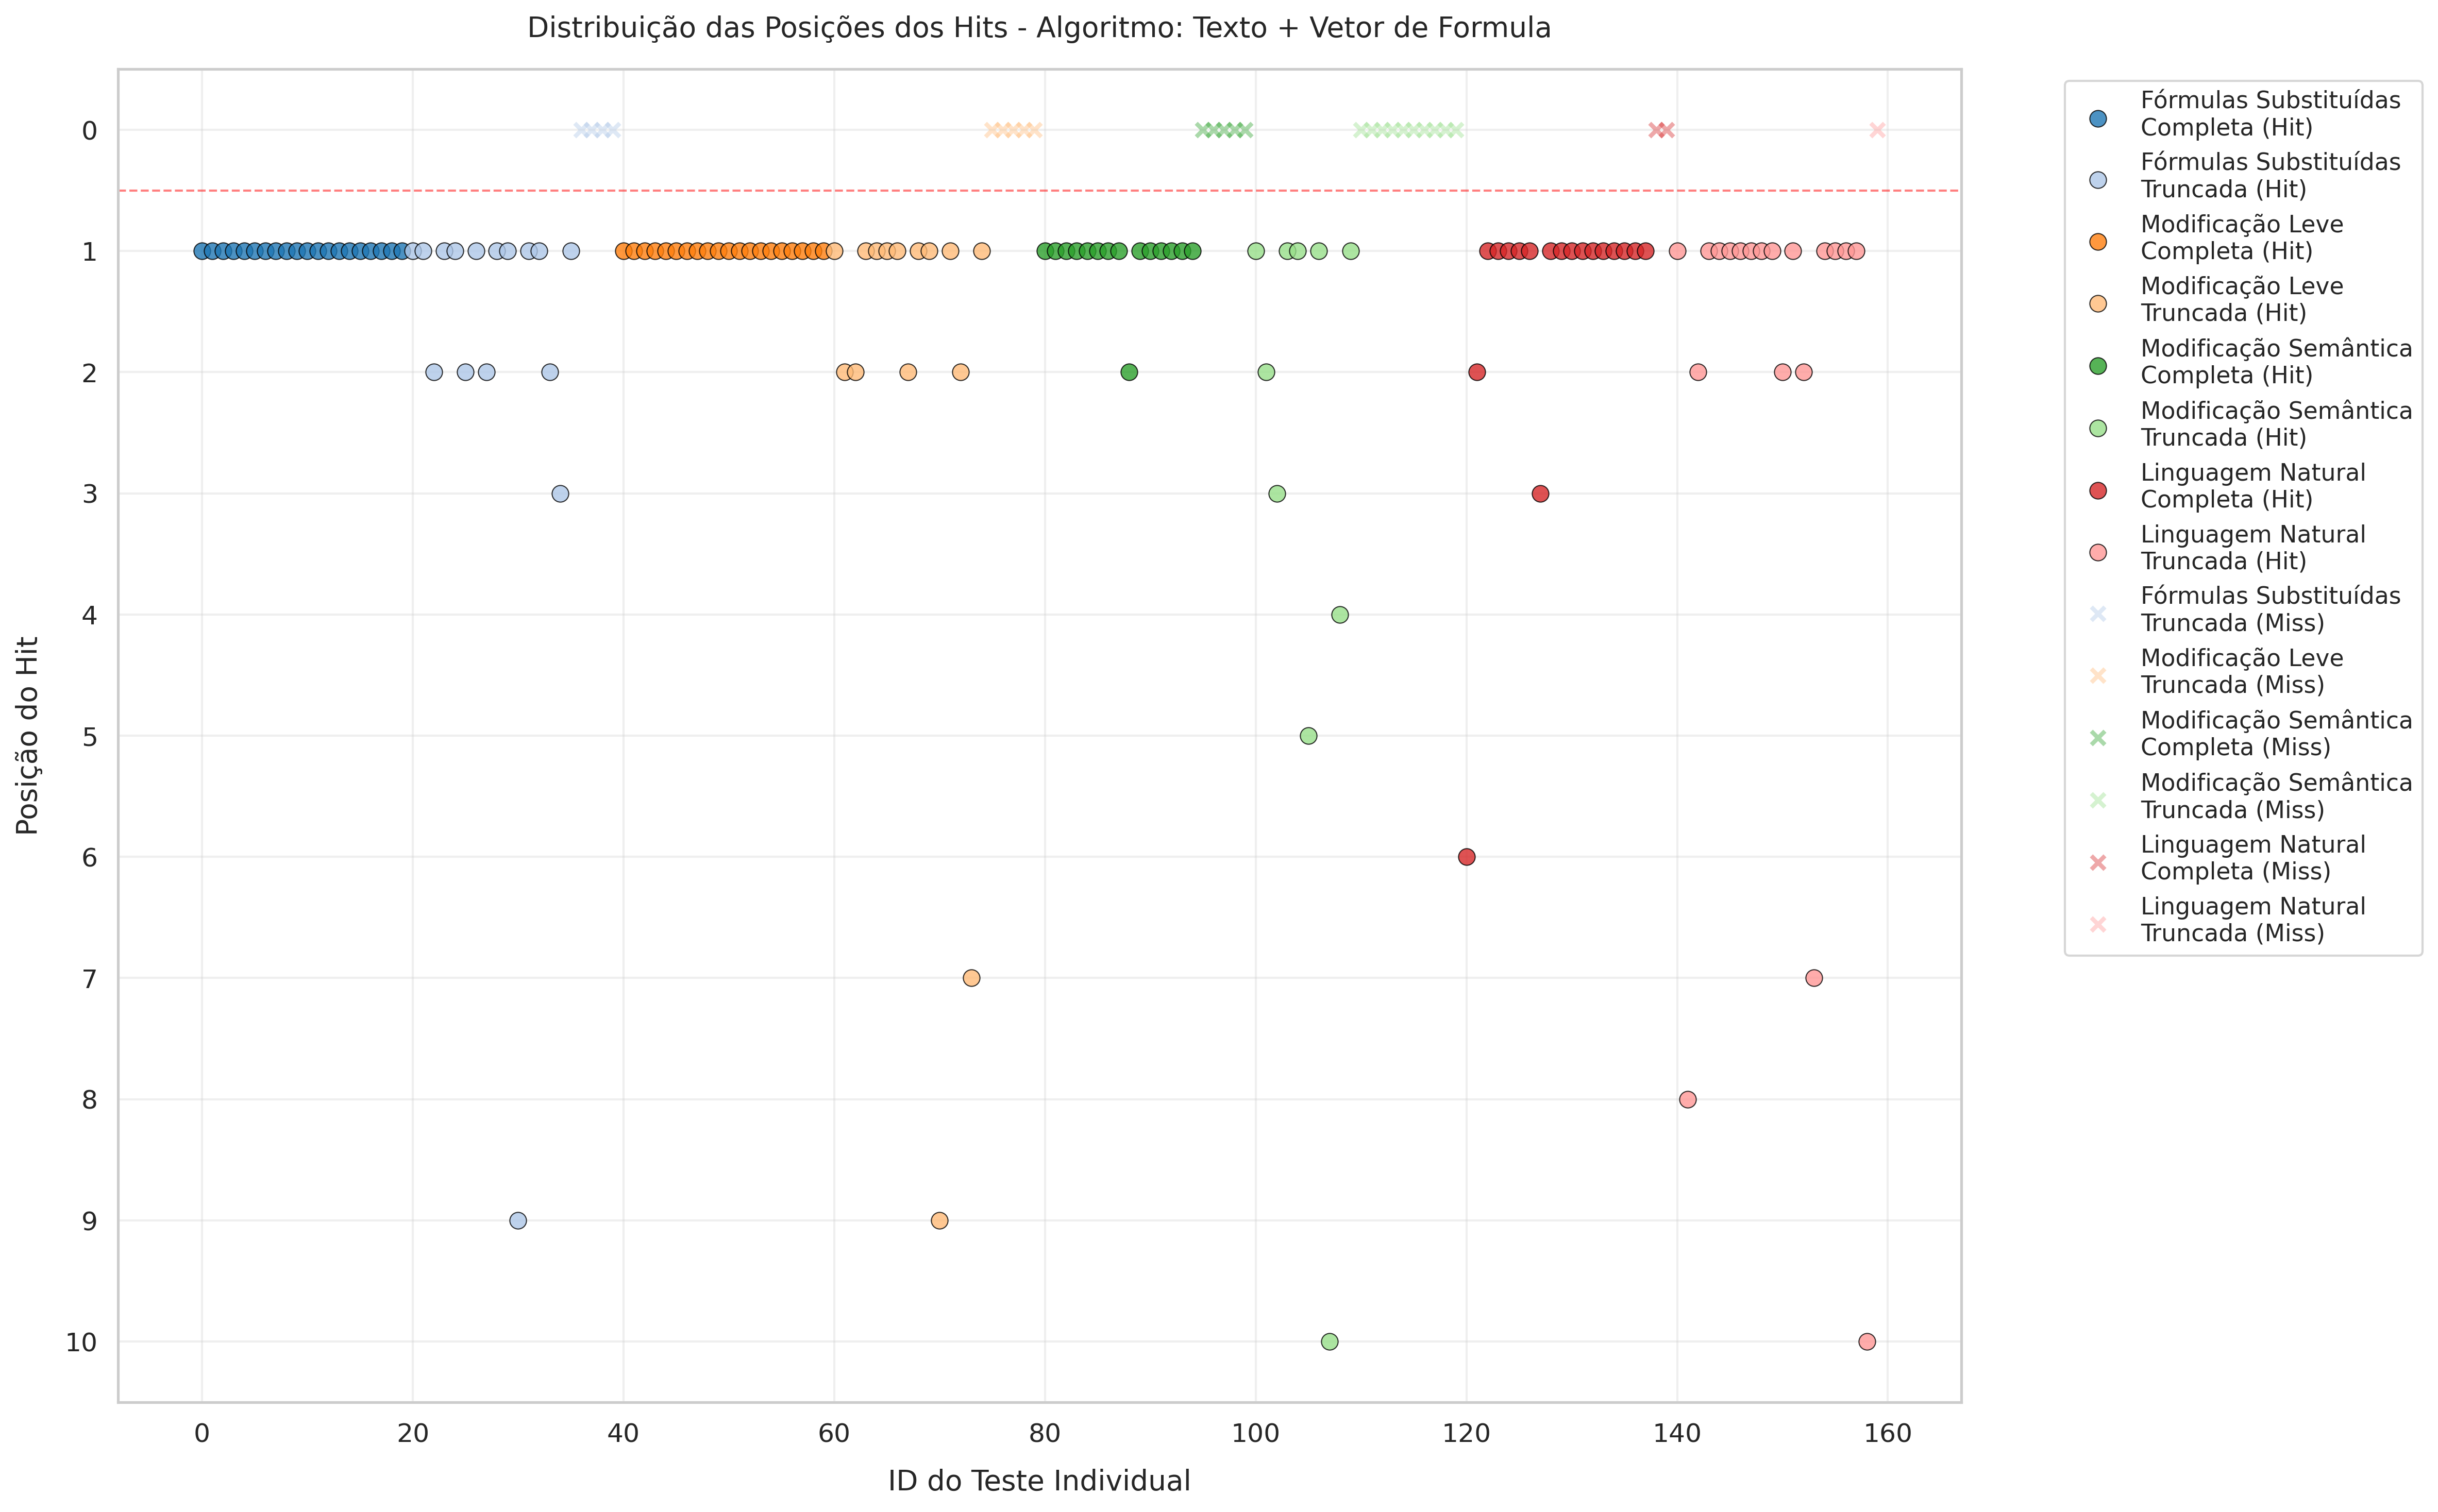 Distribuição das Posições dos Hits - Algoritmo: Texto + Vetor de Formula
Posição do Hit
0
1
2
3
4
5
6
7
8
9
10
0
20
40
60
80
100
120
140
160
ID do Teste Individual
Fórmulas Substituídas
Completa (Hit)
Fórmulas Substituídas
Truncada (Hit)
Modificação Leve
Completa (Hit)
Modificação Leve
Truncada (Hit)
Modificação Semântica
Completa (Hit)
Modificação Semântica
Truncada (Hit)
Linguagem Natural
Completa (Hit)
Linguagem Natural
Truncada (Hit)
Fórmulas Substituídas
Truncada (Miss)
Modificação Leve
Truncada (Miss)
Modificação Semântica
Completa (Miss)
Modificação Semântica
Truncada (Miss)
Linguagem Natural
Completa (Miss)
Linguagem Natural
Truncada (Miss)